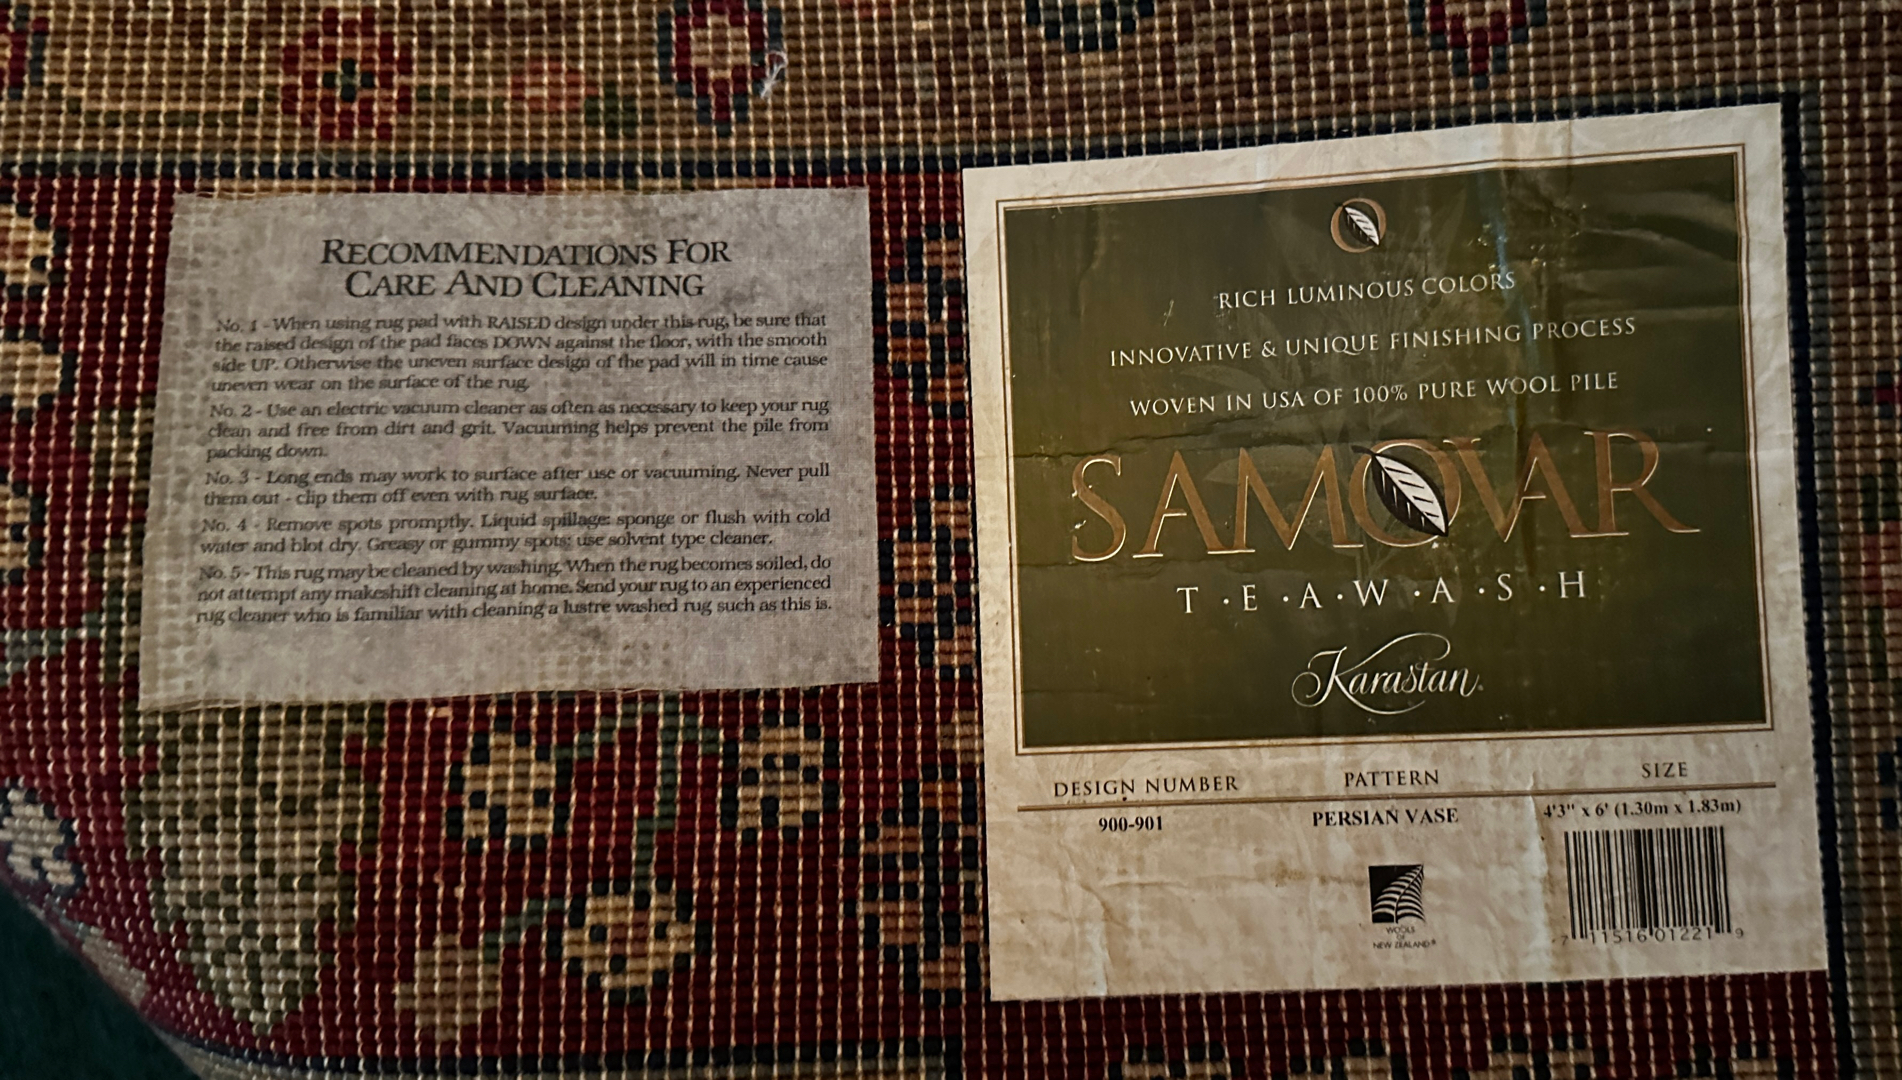 RECOMMENDATIONS FOR
CARE AND CLEANING
No. 1 - When using rug pad with RAISED design under this rug, be sure that
the raised design of the pad faces DOWN against the floor, with the smooth
side UP. Otherwise the uneven surface design of the pad will in time cause
uneven wear on the surface of the rug.
No. 2 - Use an electric vacuum cleaner as often as necessary to keep your rug
clean and free from dirt and grit. Vacuuming helps prevent the pile from
packing down.
No. 3 - Long ends may work to surface after use or vacuuming. Never pull
them out - clip them off even with rug surface.
No. 4 - Remove spots promptly. Liquid spillage: sponge or flush with cold
water and blot dry. Greasy or gummy spots: use solvent type cleaner.
No. 5 - This rug may be cleaned by washing. When the rug becomes soiled, do
not attempt any makeshift cleaning at home. Send your rug to an experienced
rug cleaner who is familiar with cleaning a lustre washed rug such as this is.
RICH LUMINOUS COLORS
INNOVATIVE & UNIQUE FINISHING PROCESS
WOVEN IN USA OF 100% PURE WOOL PILE
SAMOVAR
T·E·A·W·A·S·H
Karastan®
DESIGN NUMBER PATTERN SIZE
900-901 PERSIAN VASE 4'3" x 6' (1.30m x 1.83m)
WOOLS
OF
NEW ZEALAND®
7 11516 01221 9